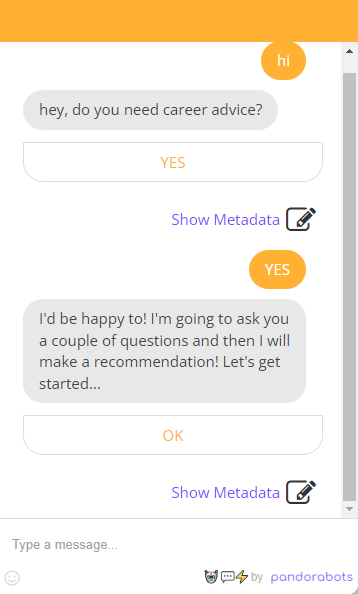 hi
hey, do you need career advice?
YES
Show Metadata
YES
I'd be happy to! I'm going to ask you
a couple of questions and then I will
make a recommendation! Let's get
started...
OK
Show Metadata
Type a message...
by pandorabots